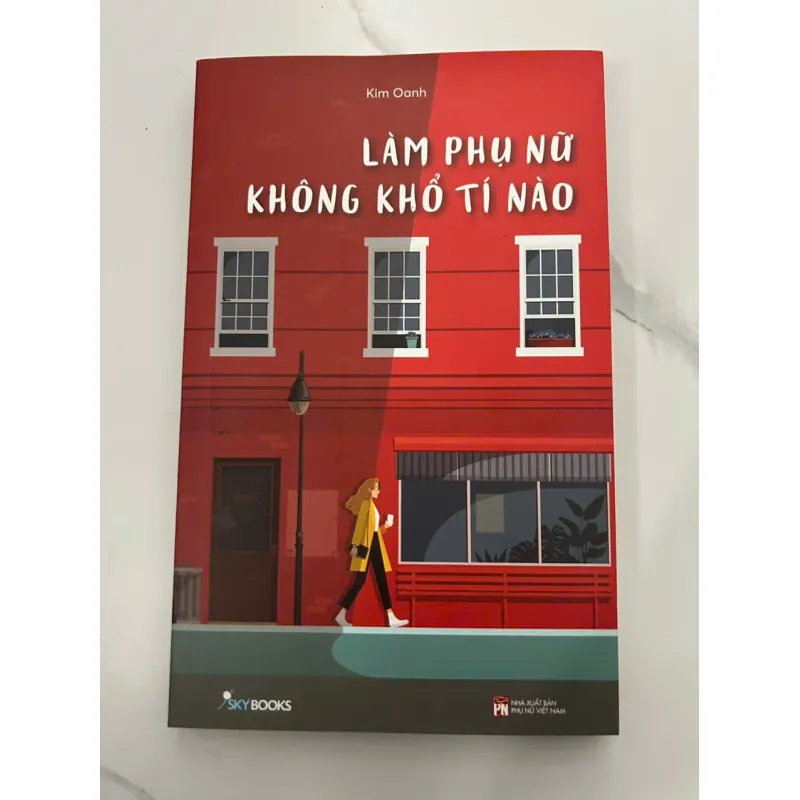 Kim Oanh
LÀM PHỤ NỮ
KHÔNG KHỔ TÍ NÀO
SKYBOOKS
PN
NHÀ XUẤT BẢN
PHỤ NỮ VIỆT NAM